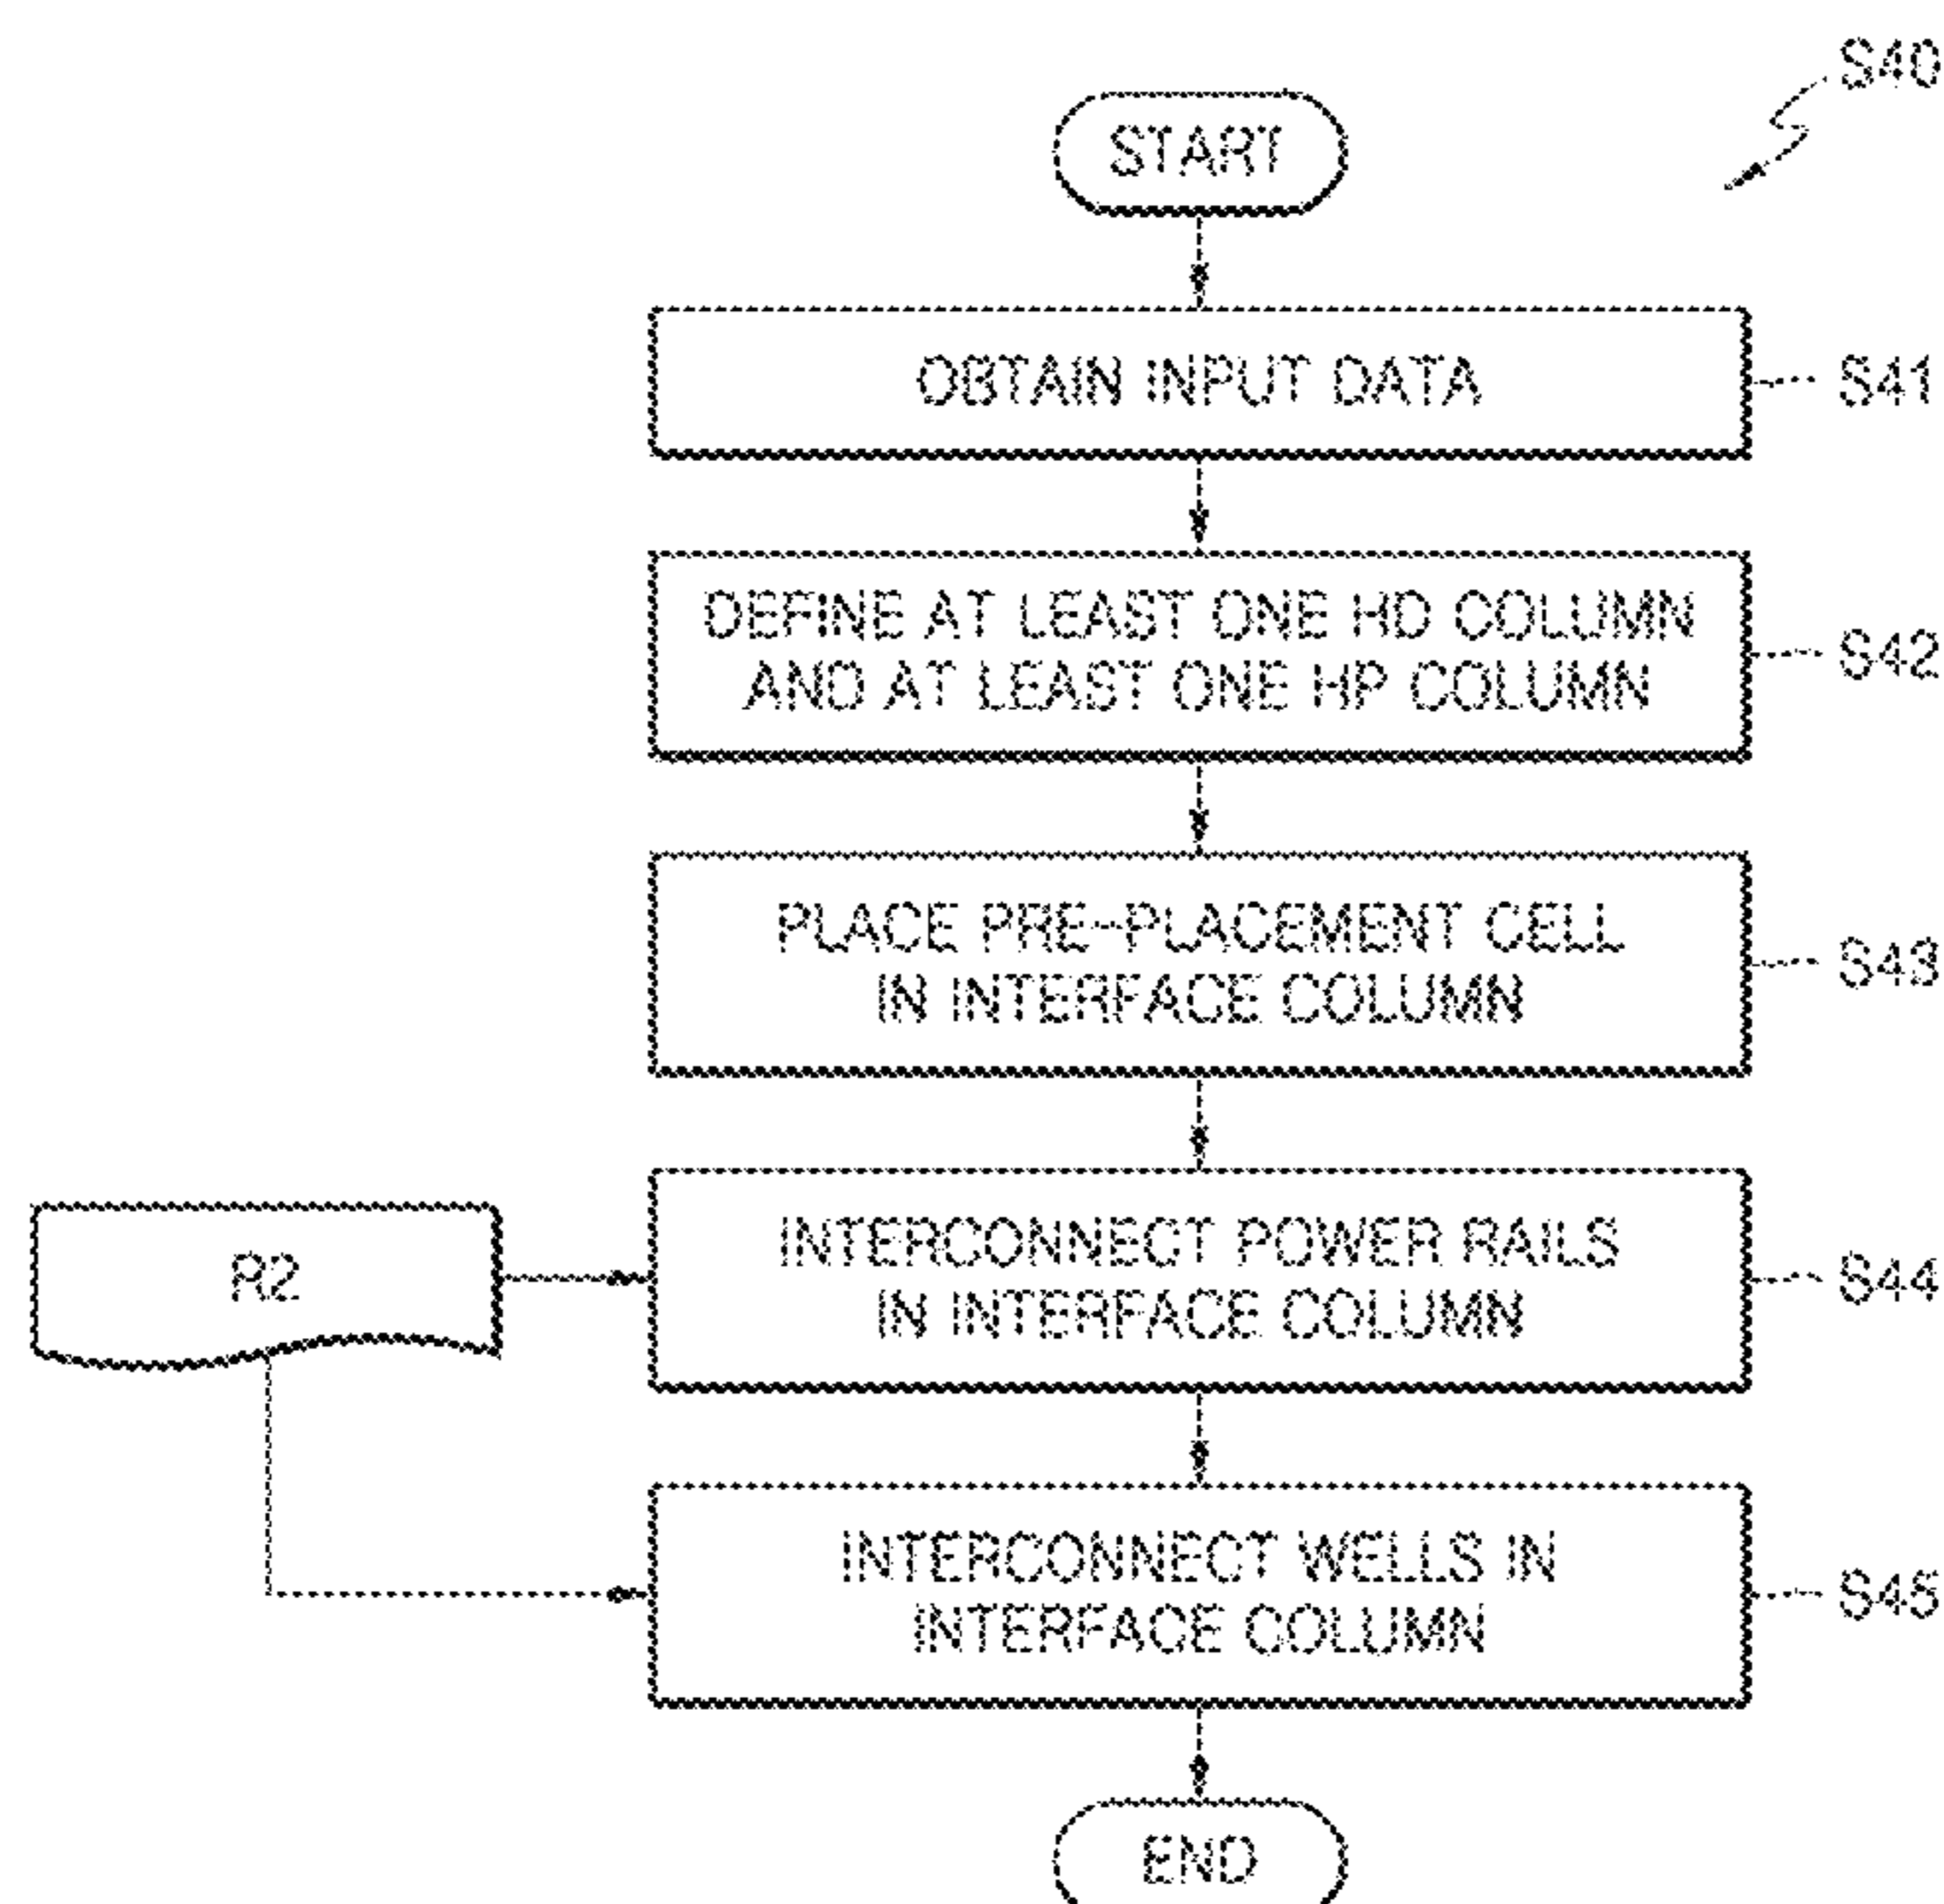 S40
START
OBTAIN INPUT DATA
S41
DEFINE AT LEAST ONE HD COLUMN
AND AT LEAST ONE HP COLUMN
S42
PLACE PRE-PLACEMENT CELL
IN INTERFACE COLUMN
S43
R2
INTERCONNECT POWER RAILS
IN INTERFACE COLUMN
S44
INTERCONNECT WELLS IN
INTERFACE COLUMN
S45
END